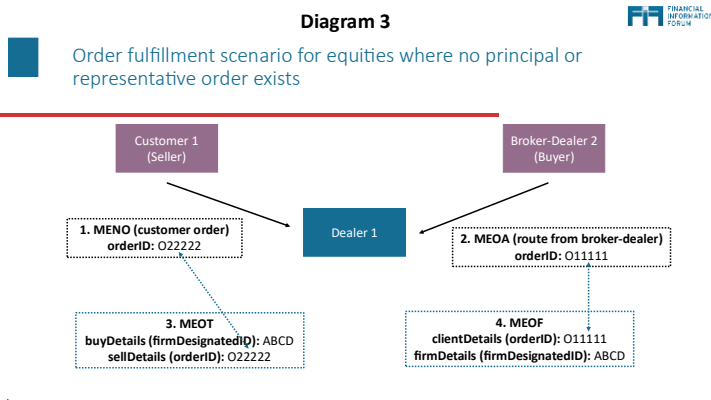 Diagram 3
FINANCIAL
INFORMATION
FORUM
Order fulfillment scenario for equities where no principal or
representative order exists
Customer 1
(Seller)
Broker-Dealer 2
(Buyer)
Dealer 1
1. MENO (customer order)
orderID: O22222
2. MEOA (route from broker-dealer)
orderID: O11111
3. MEOT
buyDetails (firmDesignatedID): ABCD
sellDetails (orderID): O22222
4. MEOF
clientDetails (orderID): O11111
firmDetails (firmDesignatedID): ABCD